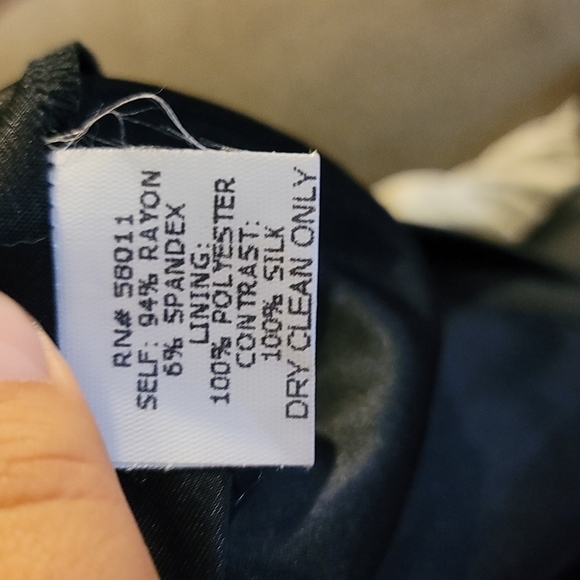 RN# 58011
SELF: 94% RAYON
6% SPANDEX
LINING:
100% POLYESTER
CONTRAST:
100% SILK
DRY CLEAN ONLY